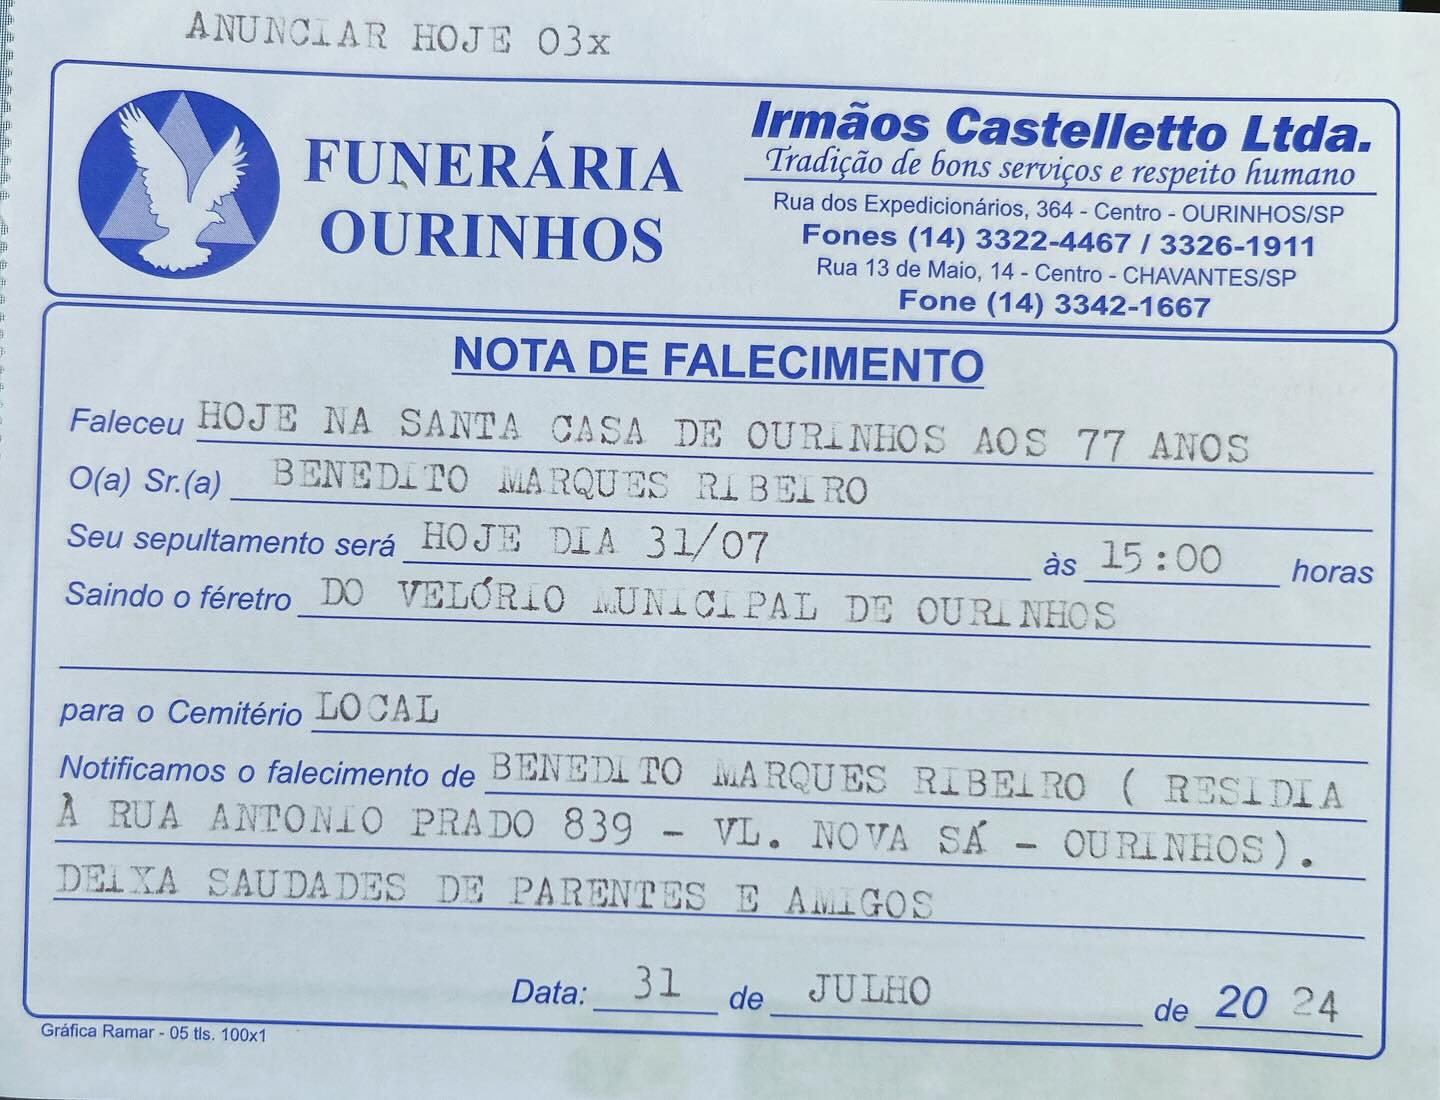 ANUNCIAR HOJE 03x
FUNERÁRIA
OURINHOS
Irmãos Castelletto Ltda.
Tradição de bons serviços e respeito humano
Rua dos Expedicionários, 364 - Centro - OURINHOS/SP
Fones (14) 3322-4467 / 3326-1911
Rua 13 de Maio, 14 - Centro - CHAVANTES/SP
Fone (14) 3342-1667
NOTA DE FALECIMENTO
Faleceu HOJE NA SANTA CASA DE OURINHOS AOS 77 ANOS
O(a) Sr.(a) BENEDITO MARQUES RIBEIRO
Seu sepultamento será HOJE DIA 31/07 às 15:00 horas
Saindo o féretro DO VELÓRIO MUNICIPAL DE OURINHOS
para o Cemitério LOCAL
Notificamos o falecimento de BENEDITO MARQUES RIBEIRO ( RESIDIA
À RUA ANTONIO PRADO 839 - VL. NOVA SÁ - OURINHOS).
DEIXA SAUDADES DE PARENTES E AMIGOS
Data: 31 de JULHO de 20 24
Gráfica Ramar - 05 tls. 100x1